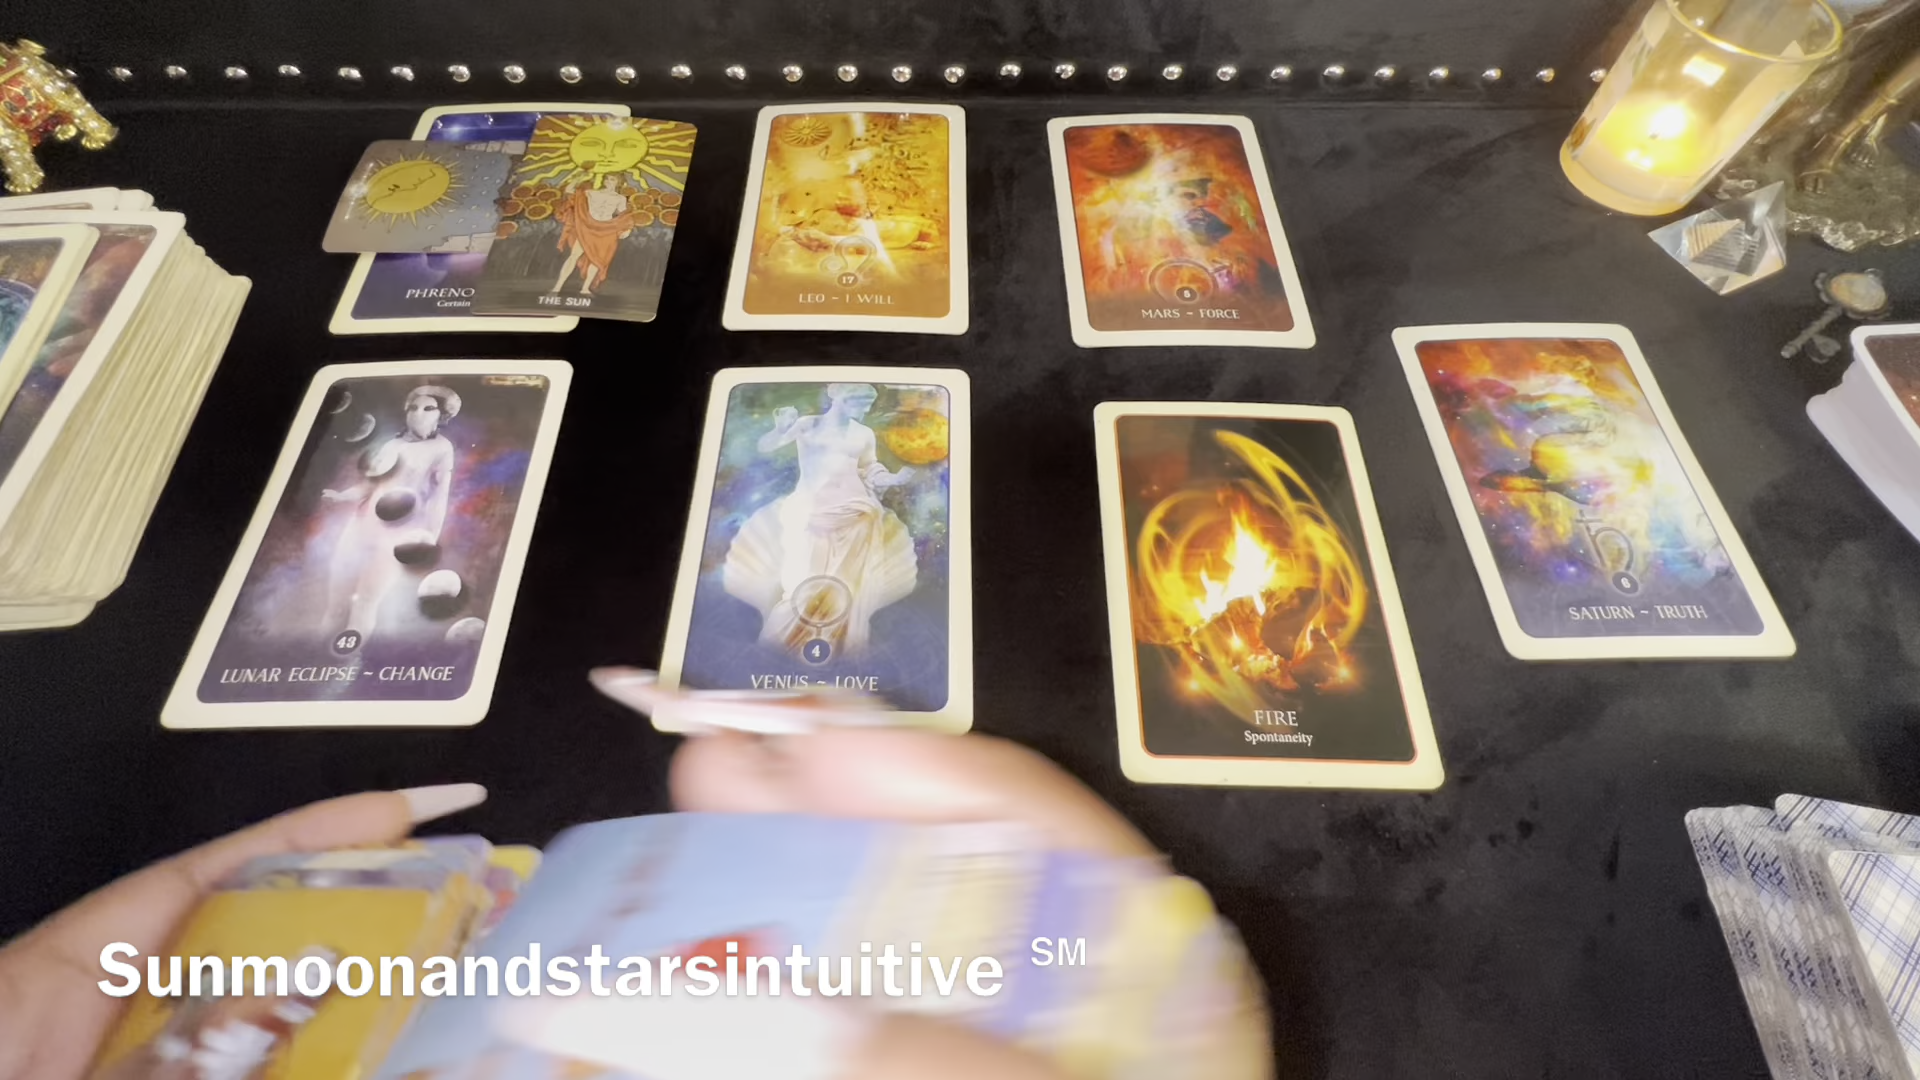 PHRENO
Certain
THE SUN
17
LEO ~ I WILL
5
MARS ~ FORCE
43
LUNAR ECLIPSE ~ CHANGE
4
VENUS ~ LOVE
FIRE
Spontaneity
6
SATURN ~ TRUTH
Sunmoonandstarsintuitive SM